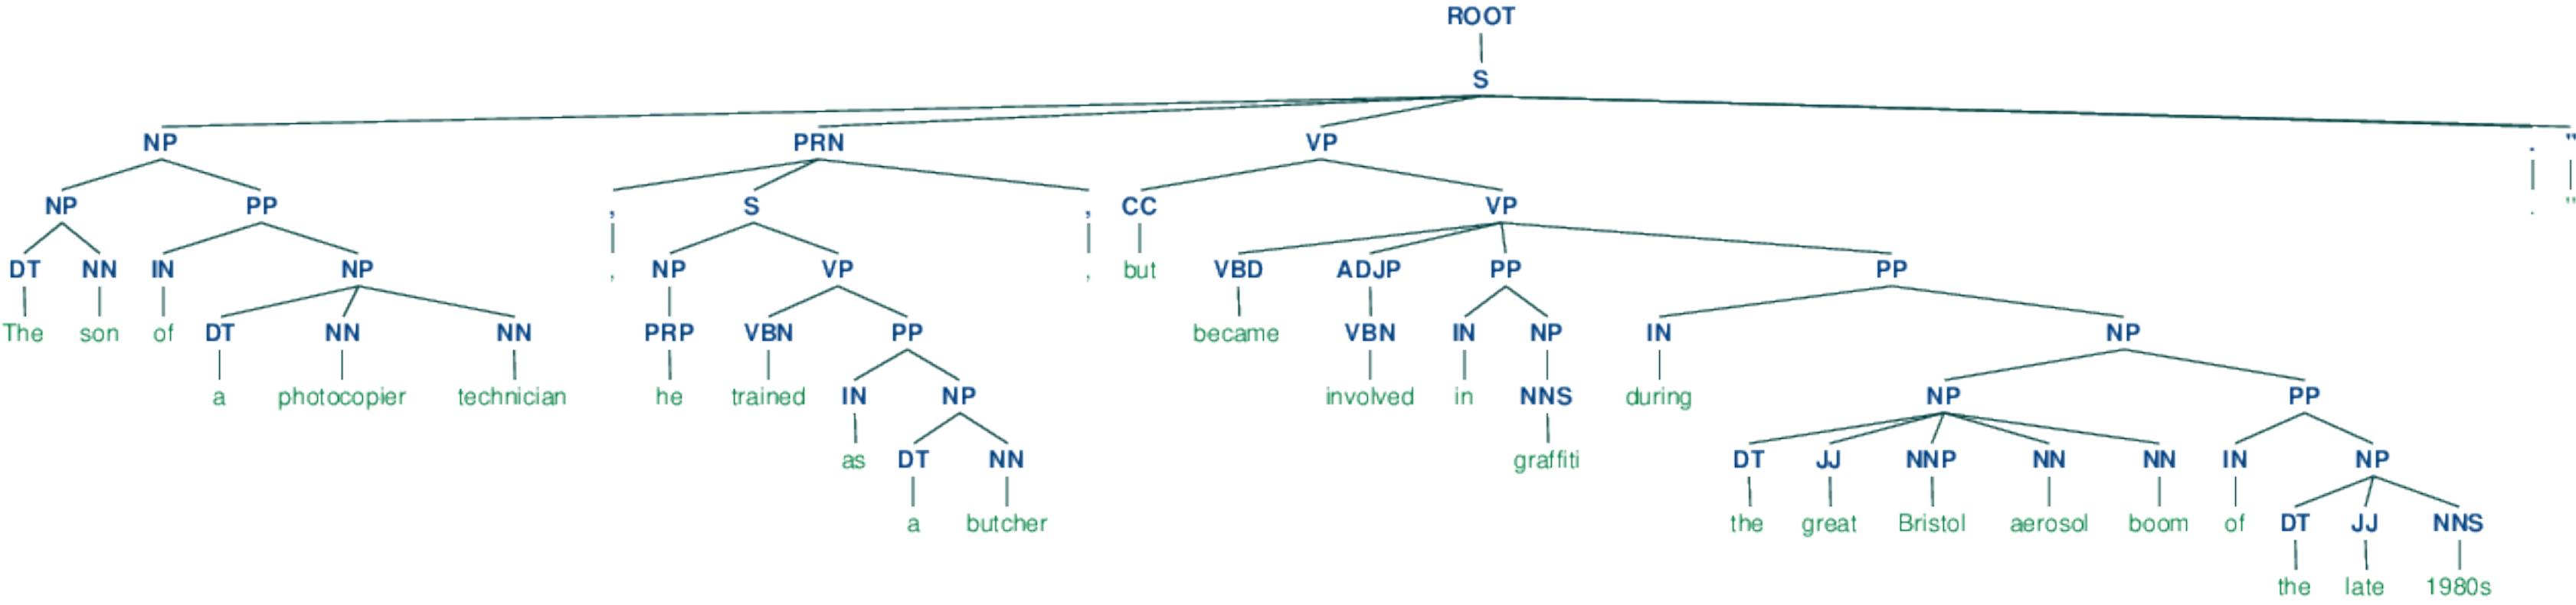 ROOT
S
NP PRN VP . "
NP PP , S , CC VP . "
DT NN IN NP , NP VP , but VBD ADJP PP PP
The son of DT NN NN PRP VBN PP became VBN IN NP IN NP
a photocopier technician he trained IN NP involved in NNS during NP PP
as DT NN graffiti DT JJ NNP NN NN IN NP
a butcher the great Bristol aerosol boom of DT JJ NNS
the late 1980s